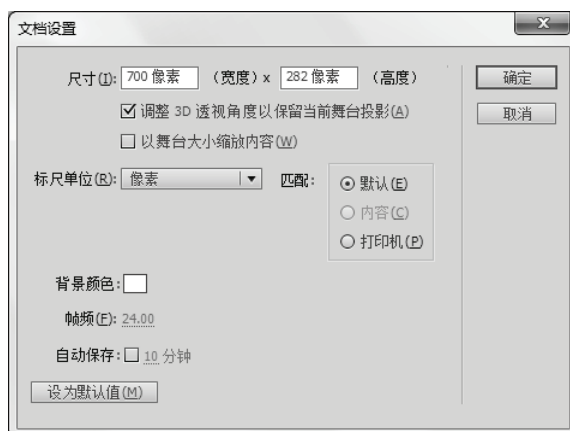 文档设置
尺寸(I): 700 像素 (宽度) x 282 像素 (高度)
确定
调整 3D 透视角度以保留当前舞台投影(A)
取消
以舞台大小缩放内容(W)
标尺单位(R): 像素 匹配: 默认(E)
内容(C)
打印机(P)
背景颜色:
帧频(F): 24.00
自动保存: 10 分钟
设为默认值(M)